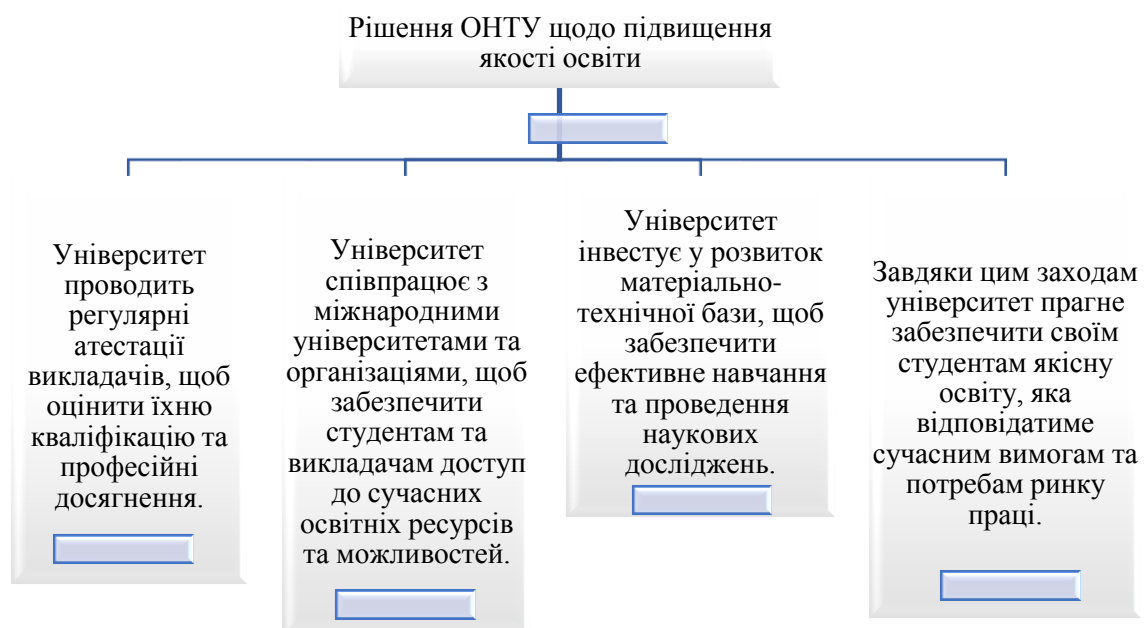 Рішення ОНТУ щодо підвищення
якості освіти
Університет
проводить
регулярні
атестації
викладачів, щоб
оцінити їхню
кваліфікацію та
професійні
досягнення.
Університет
співпрацює з
міжнародними
університетами та
організаціями, щоб
забезпечити
студентам та
викладачам доступ
до сучасних
освітніх ресурсів
та можливостей.
Університет
інвестує у розвиток
матеріально-
технічної бази, щоб
забезпечити
ефективне навчання
та проведення
наукових
досліджень.
Завдяки цим заходам
університет прагне
забезпечити своїм
студентам якісну
освіту, яка
відповідатиме
сучасним вимогам та
потребам ринку
праці.